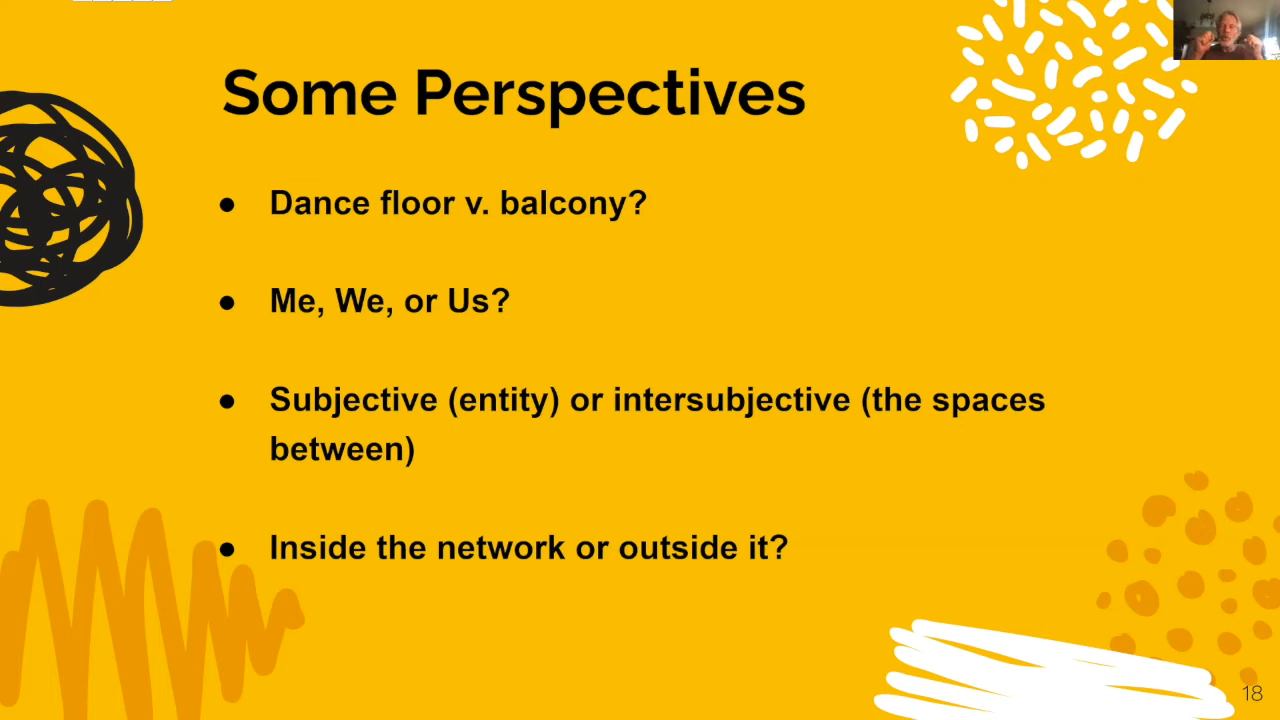 Some Perspectives
● Dance floor v. balcony?
● Me, We, or Us?
● Subjective (entity) or intersubjective (the spaces
between)
● Inside the network or outside it?
18